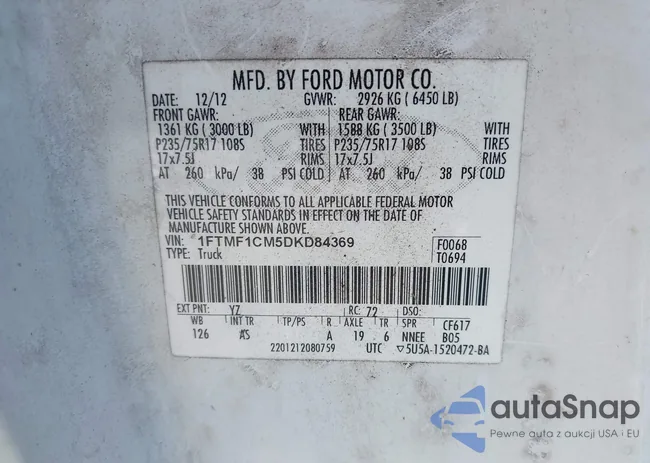 MFD. BY FORD MOTOR CO.
DATE: 12/12 GVWR: 2926 KG ( 6450 LB)
FRONT GAWR: REAR GAWR:
1361 KG ( 3000 LB) WITH 1588 KG ( 3500 LB) WITH
P235/75R17 108S TIRES P235/75R17 108S TIRES
17x7.5J RIMS 17x7.5J RIMS
AT 260 kPa/ 38 PSI COLD AT 260 kPa/ 38 PSI COLD
THIS VEHICLE CONFORMS TO ALL APPLICABLE FEDERAL MOTOR
VEHICLE SAFETY STANDARDS IN EFFECT ON THE DATE OF
MANUFACTURE SHOWN ABOVE.
VIN: 1FTMF1CM5DKD84369 F0068
TYPE: Truck T0694
EXT PNT: YZ RC: 72 DSO:
WB INT TR TP/PS R AXLE TR SPR CF617
126 AS A 19 6 NNEE B05
2201212080759 UTC ▽5U5A-1520472-BA
autaSnap
Pewne auta z aukcji USA i EU